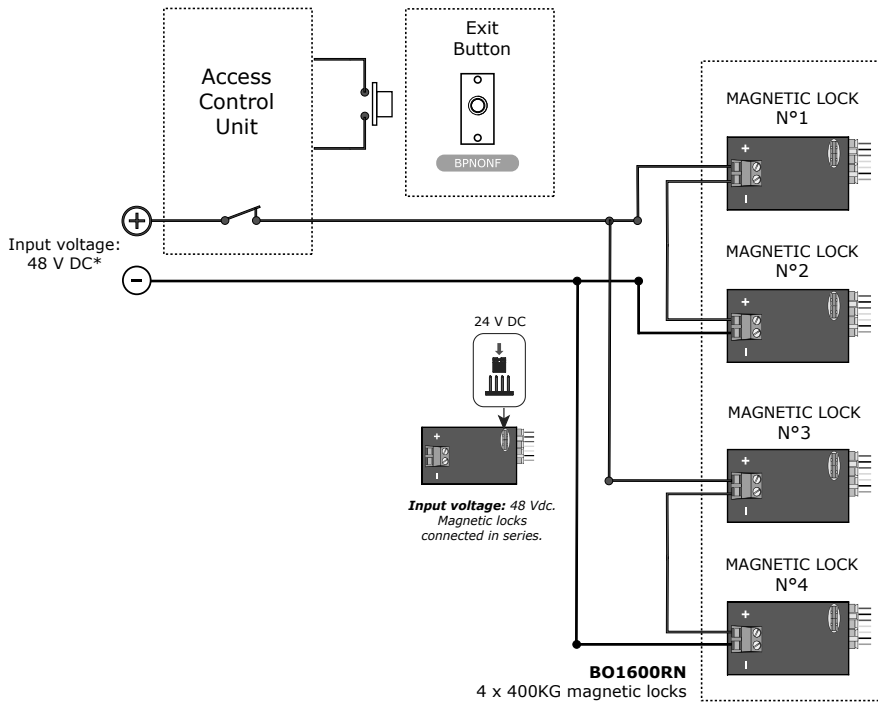 Access
Control
Unit
Exit
Button
BPNONF
Input voltage:
48 V DC*
+
−
MAGNETIC LOCK
N°1
+
−
MAGNETIC LOCK
N°2
+
−
24 V DC
+
−
Input voltage: 48 Vdc.
Magnetic locks
connected in series.
MAGNETIC LOCK
N°3
+
−
MAGNETIC LOCK
N°4
+
−
BO1600RN
4 x 400KG magnetic locks